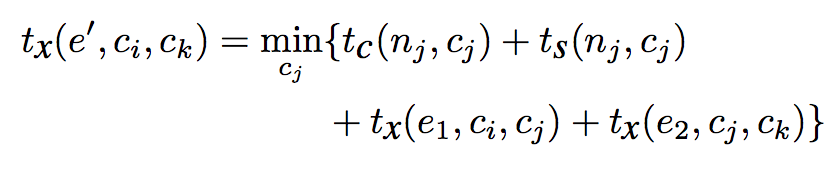 t_X(e′, c_i, c_k) = min_{c_j}{t_C(n_j, c_j) + t_S(n_j, c_j)
+ t_X(e_1, c_i, c_j) + t_X(e_2, c_j, c_k)}